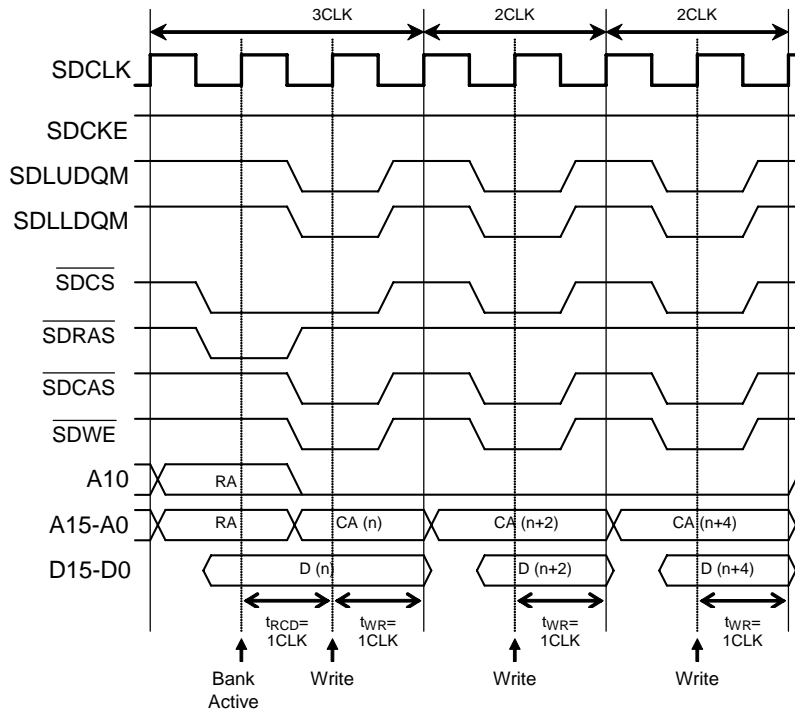 3CLK 2CLK 2CLK
SDCLK
SDCKE
SDLUDQM
SDLLDQM
SDCS
SDRAS
SDCAS
SDWE
A10 RA
A15-A0 RA CA (n) CA (n+2) CA (n+4)
D15-D0 D (n) D (n+2) D (n+4)
tRCD= tWR= tWR= tWR=
1CLK 1CLK 1CLK 1CLK
Bank Write Write Write
Active